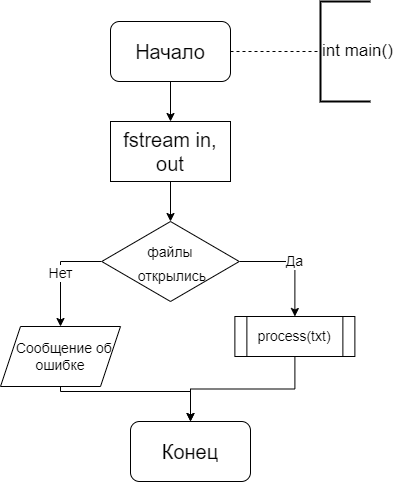 Начало
int main()
fstream in,
out
файлы
открылись
Нет
Да
Сообщение об
ошибке
process(txt)
Конец